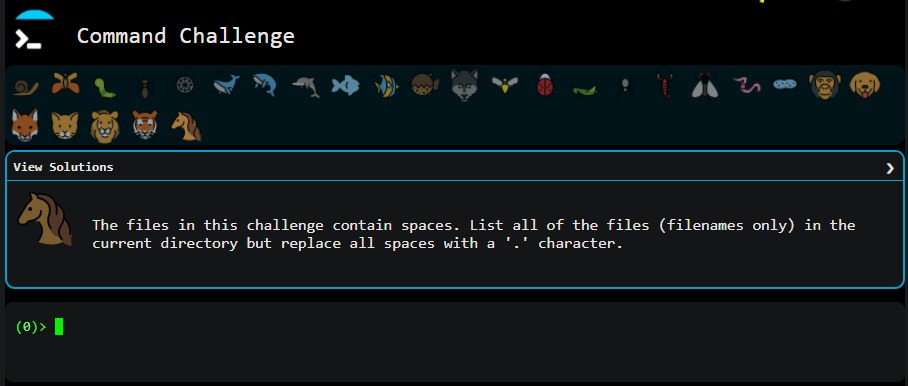 Command Challenge
View Solutions
The files in this challenge contain spaces. List all of the files (filenames only) in the
current directory but replace all spaces with a '.' character.
(0)>